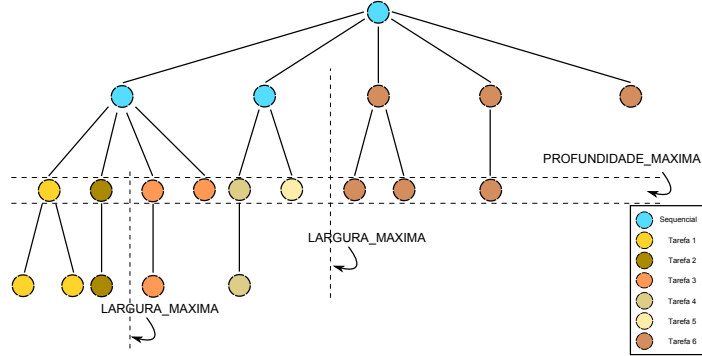 PROFUNDIDADE_MAXIMA
LARGURA_MAXIMA
LARGURA_MAXIMA
Sequencial
Tarefa 1
Tarefa 2
Tarefa 3
Tarefa 4
Tarefa 5
Tarefa 6